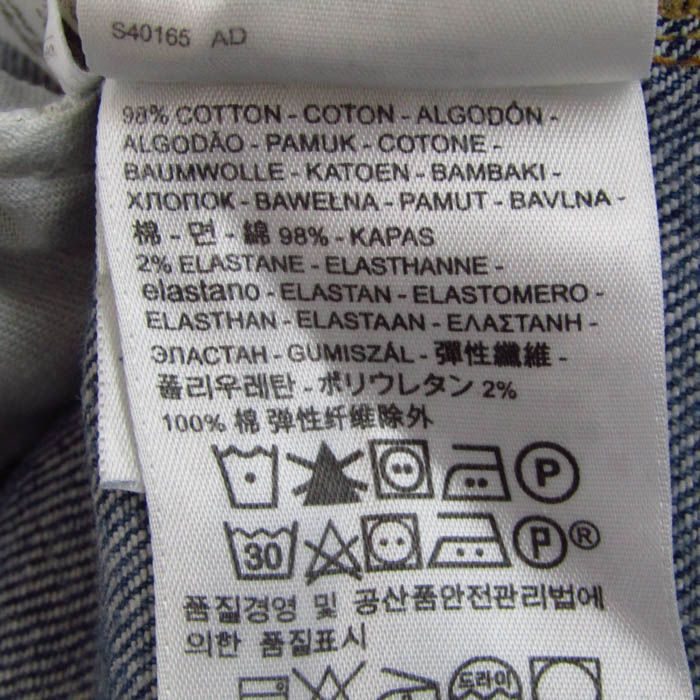 S40165 AD
98% COTTON - COTON - ALGODÓN -
ALGODÃO - PAMUK - COTONE -
BAUMWOLLE - KATOEN - BAMBAKI -
ХЛОПОК - BAWEŁNA - PAMUT - BAVLNA -
棉 - 면 - 綿 98% - KAPAS
2% ELASTANE - ELASTHANNE -
elastano - ELASTAN - ELASTOMERO -
ELASTHAN - ELASTAAN - ΕΛΑΣΤΑΝΗ -
ЭЛАСТАН - GUMISZÁL - 彈性纖維 -
폴리우레탄 - ポリウレタン 2%
100% 棉 弹性纤维除外
P
30 P ®
품질경영 및 공산품안전관리법에
의한 품질표시
드라이